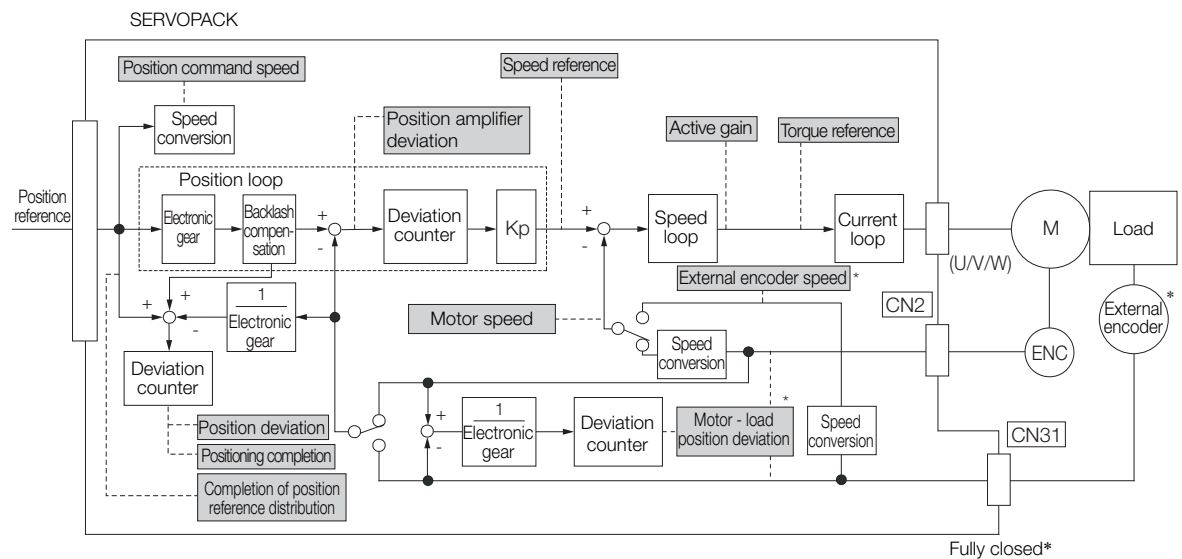 SERVOPACK
Position command speed
Speed reference
Speed
conversion
Position amplifier
deviation
Active gain
Torque reference
Position loop
Position
reference
Electronic
gear
Backlash
compen-
sation
+
-
Deviation
counter
Kp
+
-
Speed
loop
Current
loop
M
Load
(U/V/W)
External encoder speed *
CN2
External
encoder
*
+
+
-
1
Electronic
gear
Motor speed
Speed
conversion
ENC
Deviation
counter
Position deviation
Positioning completion
Completion of position
reference distribution
+
-
1
Electronic
gear
Deviation
counter
*
Motor - load
position deviation
Speed
conversion
CN31
Fully closed*